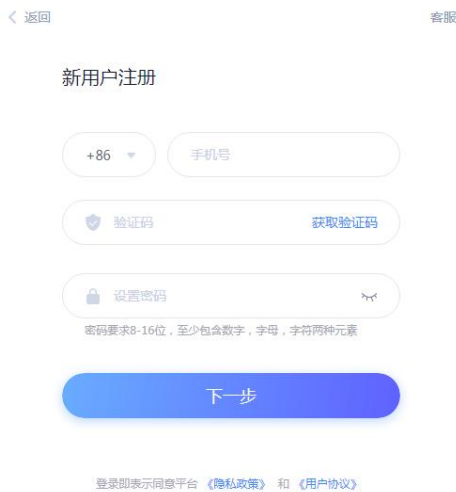 返回 客服
新用户注册
+86 手机号
验证码 获取验证码
设置密码
密码要求8-16位，至少包含数字，字母，字符两种元素
下一步
登录即表示同意平台 《隐私政策》 和 《用户协议》